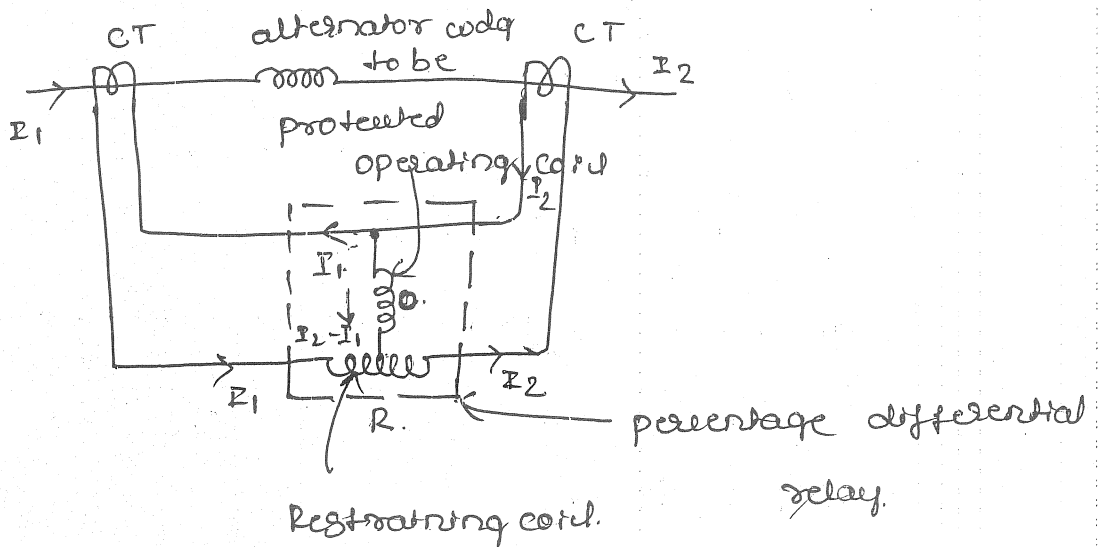 CT
alternator
CT
to be
I2
I1
protected
operating coil
I2
I1
O.
I2-I1
I1
I2
R.
percentage differential
relay.
Restraining coil.